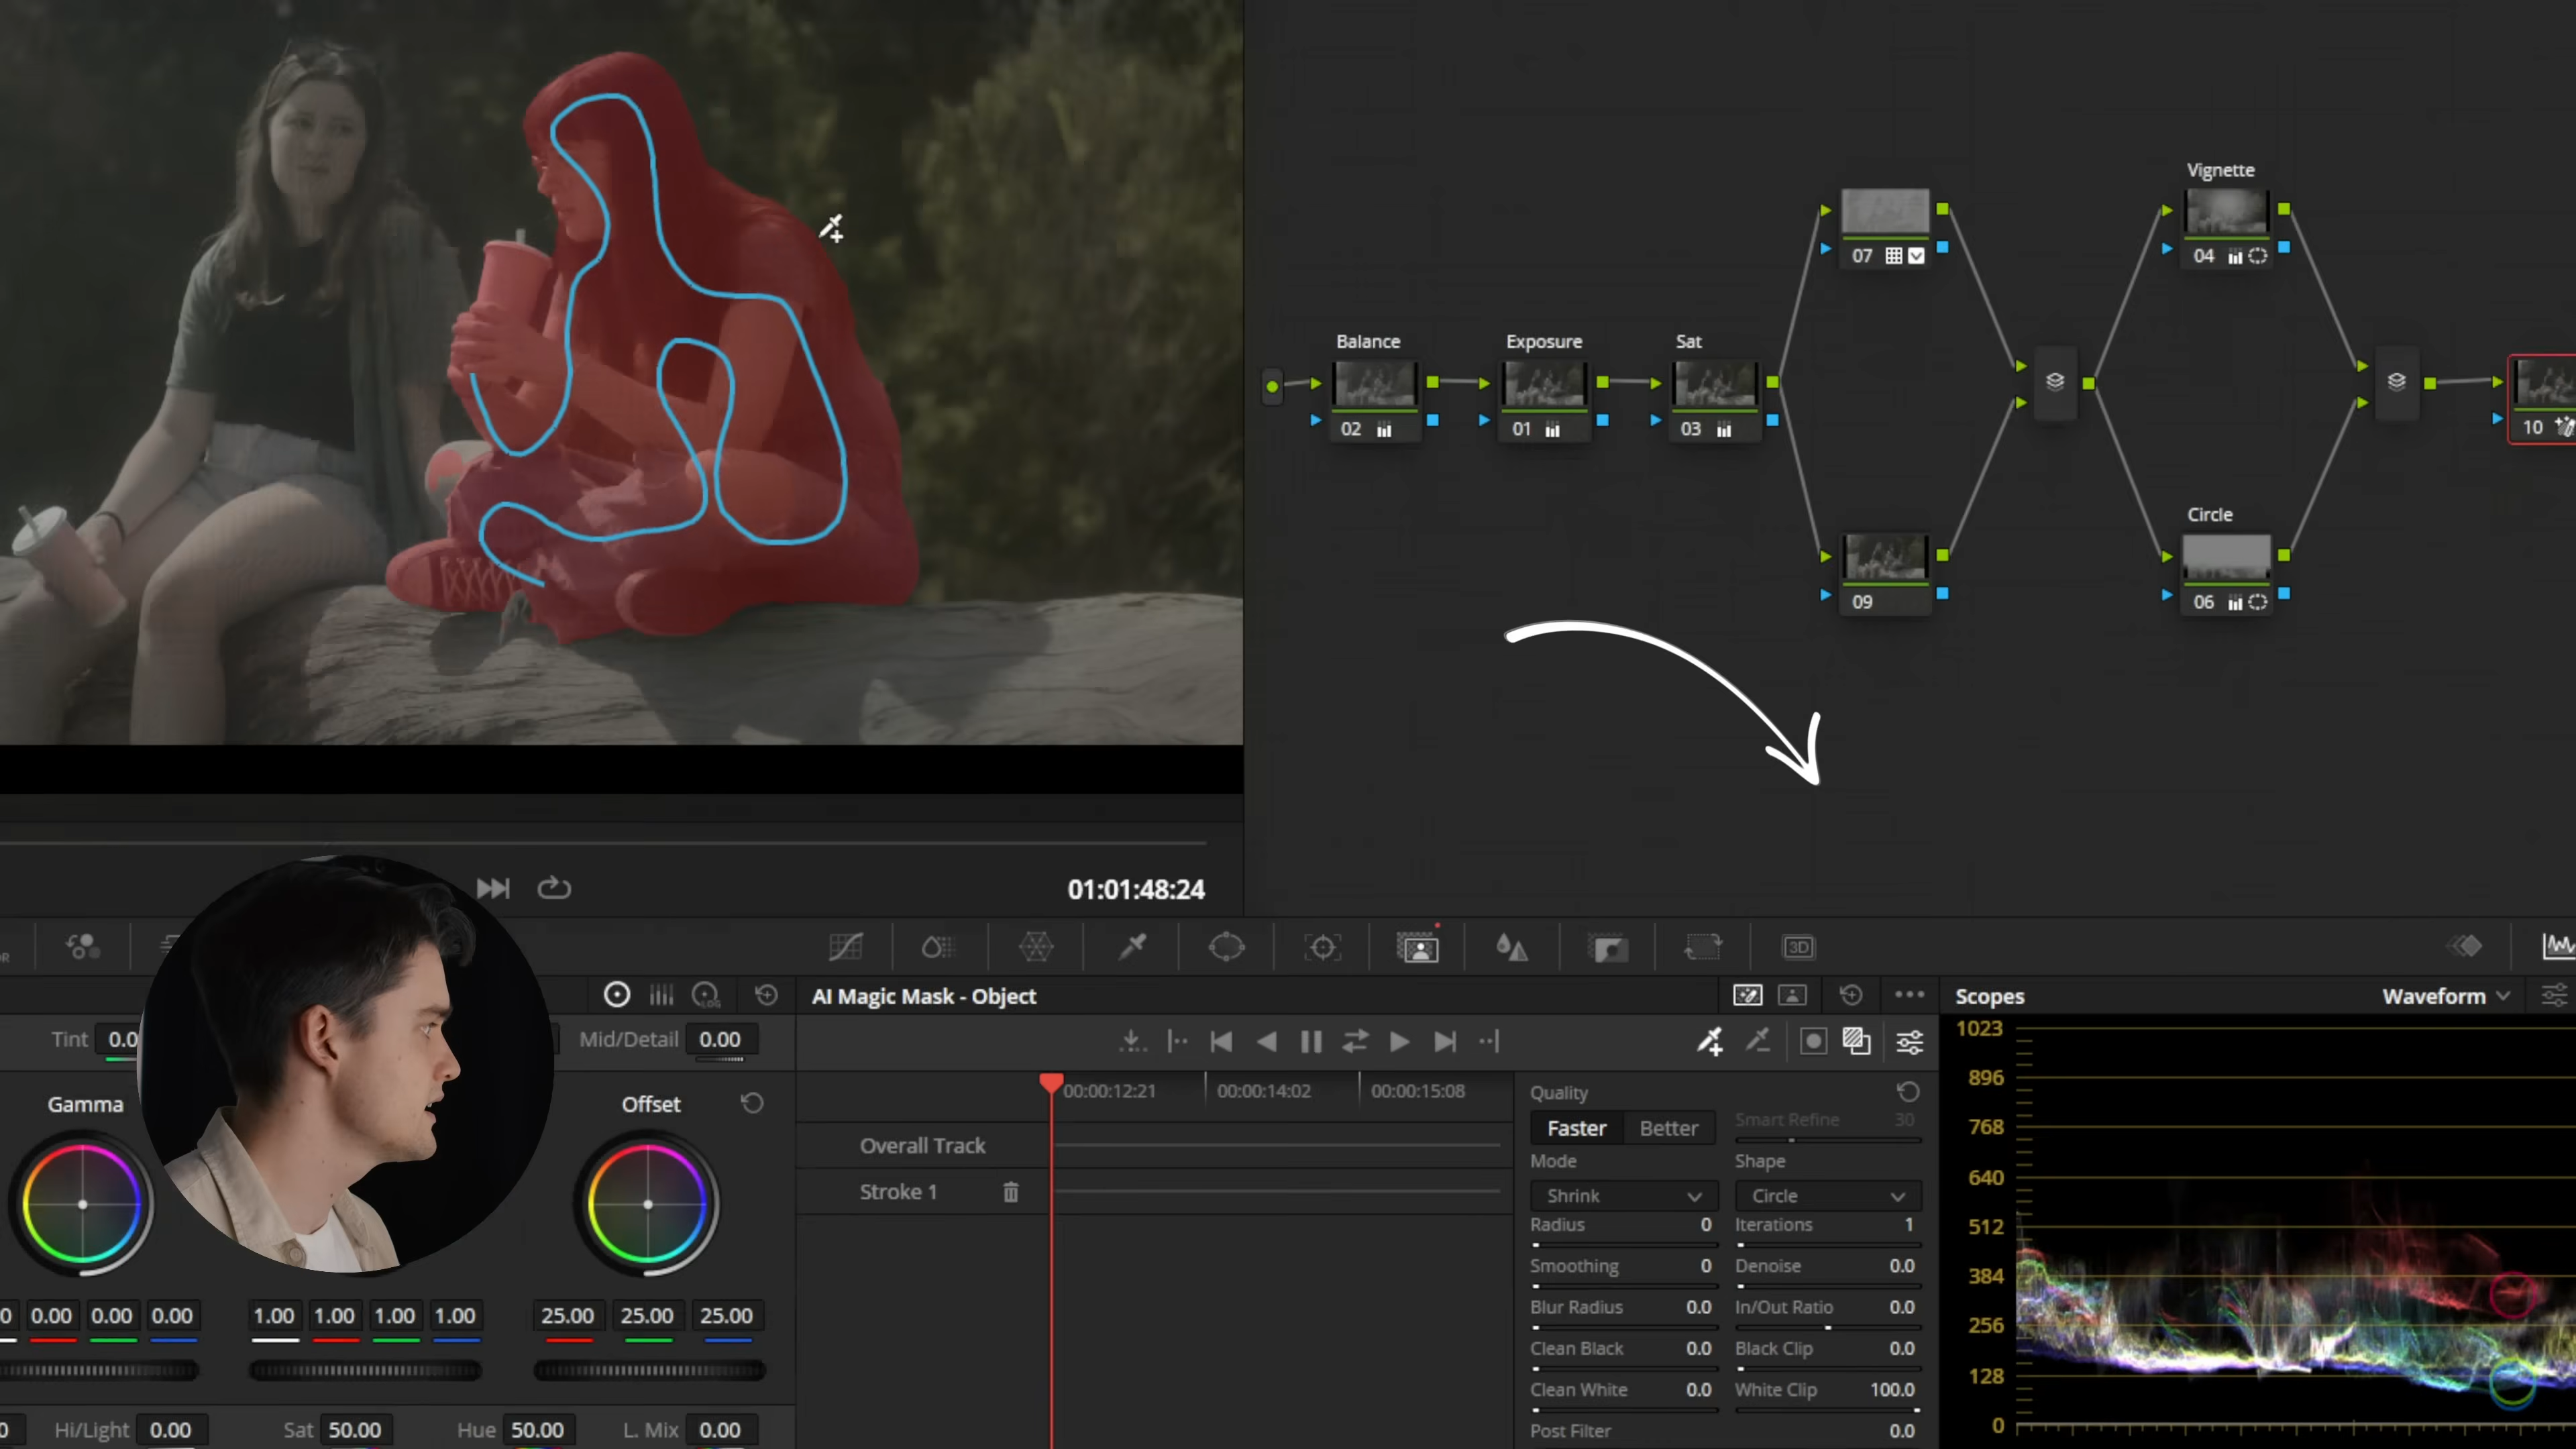 Vignette
07
04
Balance
Exposure
Sat
02
01
03
10
Circle
09
06
01:01:48:24
3D
AI Magic Mask - Object
Scopes
Waveform
Tint 0.0
Mid/Detail 0.00
LOG
Gamma
Offset
00:00:12:21
00:00:14:02
00:00:15:08
Overall Track
Stroke 1
Quality
Faster
Better
Smart Refine 30
Mode
Shape
Shrink
Circle
Radius 0
Iterations 1
Smoothing 0
Denoise 0.0
Blur Radius 0.0
In/Out Ratio 0.0
Clean Black 0.0
Black Clip 0.0
Clean White 0.0
White Clip 100.0
Post Filter 0.0
1023
896
768
640
512
384
256
128
0
0.00 0.00 0.00
1.00 1.00 1.00 1.00
25.00 25.00 25.00
Hi/Light 0.00
Sat 50.00
Hue 50.00
L. Mix 0.00